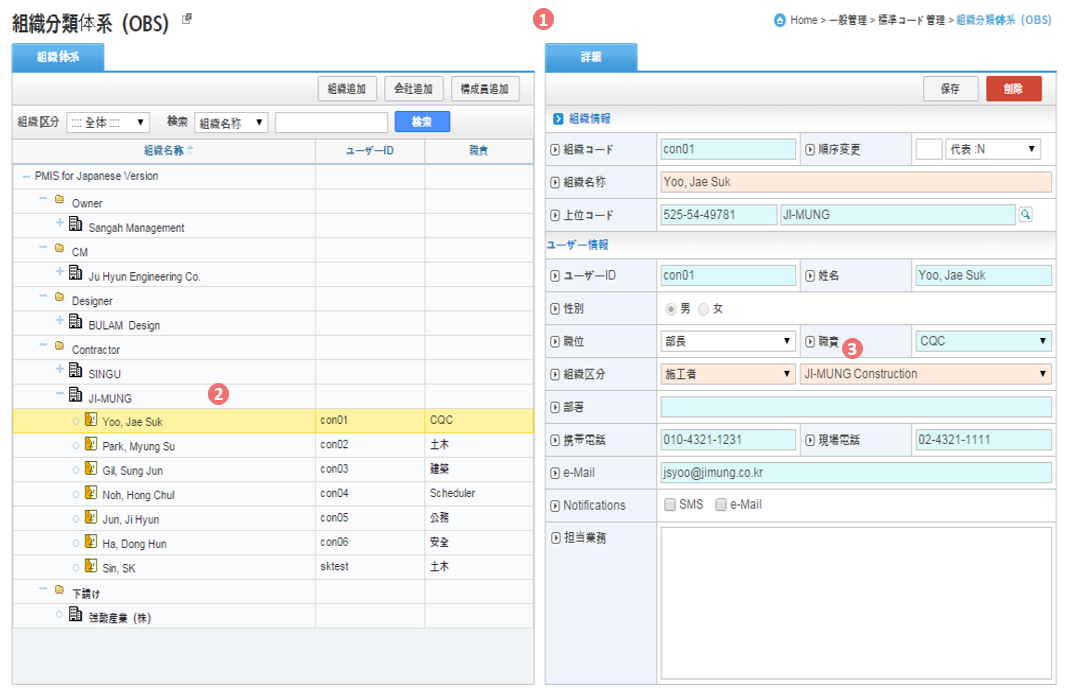 組織分類体系 (OBS)
1
Home > 一般管理 > 標準コード管理 > 組織分類体系 (OBS)
組織体系
組織追加 会社追加 構成員追加
組織区分 :::: 全体 :::: ▼ 検索 組織名称 ▼ 検索
組織名称 ユーザーID 職責
PMIS for Japanese Version
Owner
Sangah Management
CM
Ju Hyun Engineering Co.
Designer
BULAM Design
Contractor
SINGU
JI-MUNG
2
Yoo, Jae Suk con01 CQC
Park, Myung Su con02 土木
Gil, Sung Jun con03 建築
Noh, Hong Chul con04 Scheduler
Jun, Ji Hyun con05 公務
Ha, Dong Hun con06 安全
Sin, SK sktest 土木
下請け
強酸産業 (株)
詳細
保存 削除
組織情報
組織コード con01 順序変更 代表 :N ▼
組織名称 Yoo, Jae Suk
上位コード 525-54-49781 JI-MUNG
ユーザー情報
ユーザーID con01 姓名 Yoo, Jae Suk
性別 男 女
職位 部長 ▼ 職責 3 CQC ▼
組織区分 施工者 ▼ JI-MUNG Construction ▼
部署
携帯電話 010-4321-1231 現場電話 02-4321-1111
e-Mail jsyoo@jimung.co.kr
Notifications SMS e-Mail
担当業務